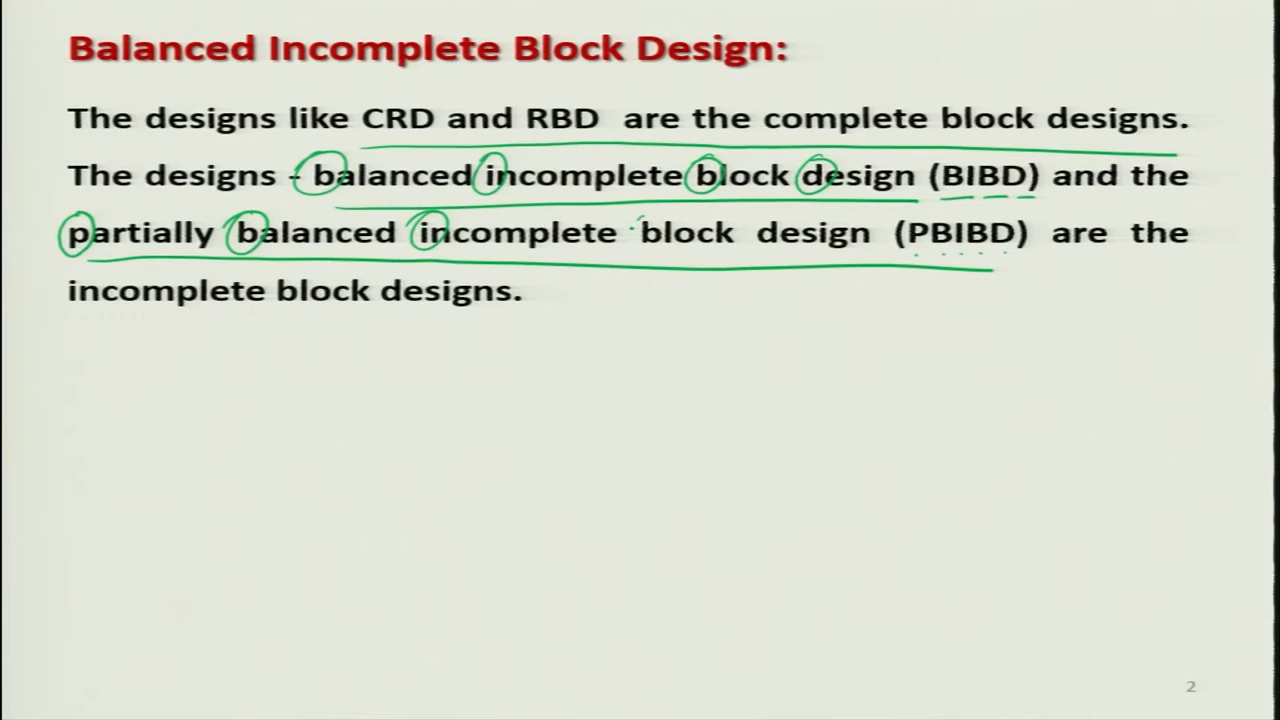 Balanced Incomplete Block Design:
The designs like CRD and RBD are the complete block designs.
The designs - balanced incomplete block design (BIBD) and the
partially balanced incomplete block design (PBIBD) are the
incomplete block designs.
2